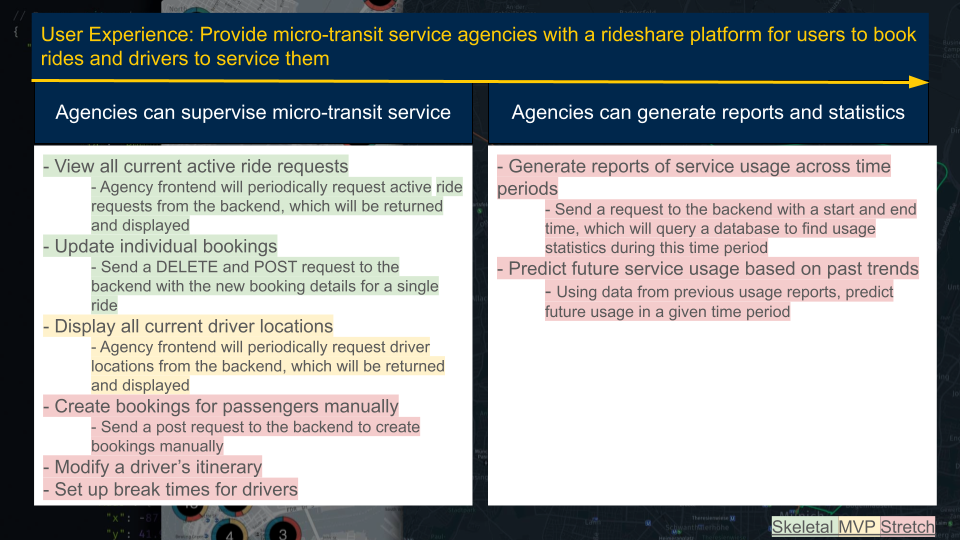 User Experience: Provide micro-transit service agencies with a rideshare platform for users to book
rides and drivers to service them
Agencies can supervise micro-transit service
- View all current active ride requests
- Agency frontend will periodically request active ride
requests from the backend, which will be returned
and displayed
- Update individual bookings
- Send a DELETE and POST request to the
backend with the new booking details for a single
ride
- Display all current driver locations
- Agency frontend will periodically request driver
locations from the backend, which will be returned
and displayed
- Create bookings for passengers manually
- Send a post request to the backend to create
bookings manually
- Modify a driver’s itinerary
- Set up break times for drivers
Agencies can generate reports and statistics
- Generate reports of service usage across time
periods
- Send a request to the backend with a start and end
time, which will query a database to find usage
statistics during this time period
- Predict future service usage based on past trends
- Using data from previous usage reports, predict
future usage in a given time period
Skeletal MVP Stretch
"x":
"y":
4
3